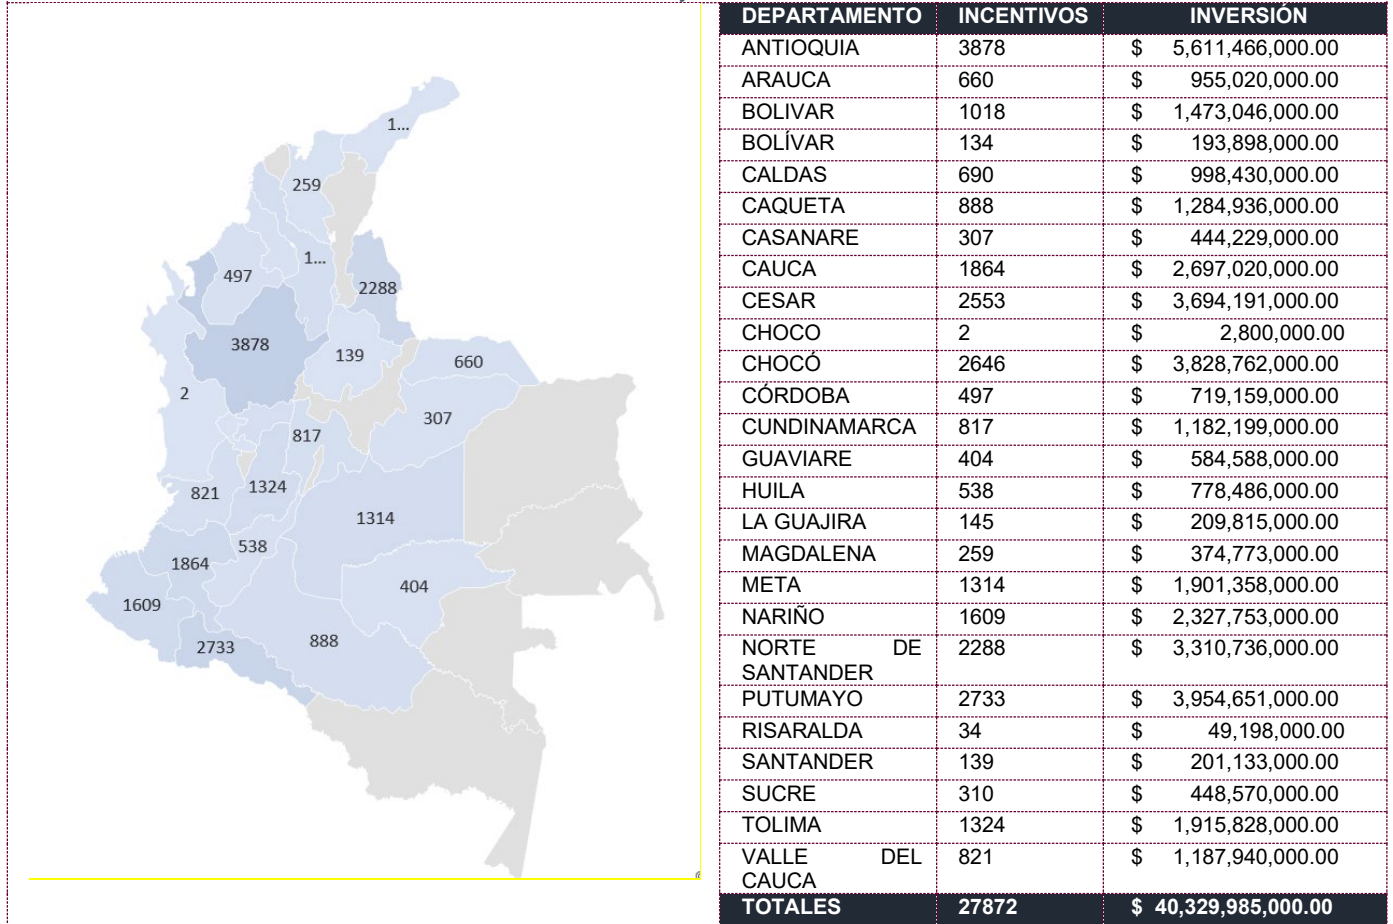 1...
259
1...
497
2288
3878
139
660
2
307
817
821
1324
1314
538
1864
404
1609
888
2733
DEPARTAMENTO INCENTIVOS INVERSIÓN
ANTIOQUIA 3878 $ 5,611,466,000.00
ARAUCA 660 $ 955,020,000.00
BOLIVAR 1018 $ 1,473,046,000.00
BOLÍVAR 134 $ 193,898,000.00
CALDAS 690 $ 998,430,000.00
CAQUETA 888 $ 1,284,936,000.00
CASANARE 307 $ 444,229,000.00
CAUCA 1864 $ 2,697,020,000.00
CESAR 2553 $ 3,694,191,000.00
CHOCO 2 $ 2,800,000.00
CHOCÓ 2646 $ 3,828,762,000.00
CÓRDOBA 497 $ 719,159,000.00
CUNDINAMARCA 817 $ 1,182,199,000.00
GUAVIARE 404 $ 584,588,000.00
HUILA 538 $ 778,486,000.00
LA GUAJIRA 145 $ 209,815,000.00
MAGDALENA 259 $ 374,773,000.00
META 1314 $ 1,901,358,000.00
NARIÑO 1609 $ 2,327,753,000.00
NORTE DE 2288 $ 3,310,736,000.00
SANTANDER
PUTUMAYO 2733 $ 3,954,651,000.00
RISARALDA 34 $ 49,198,000.00
SANTANDER 139 $ 201,133,000.00
SUCRE 310 $ 448,570,000.00
TOLIMA 1324 $ 1,915,828,000.00
VALLE DEL 821 $ 1,187,940,000.00
CAUCA
TOTALES 27872 $ 40,329,985,000.00